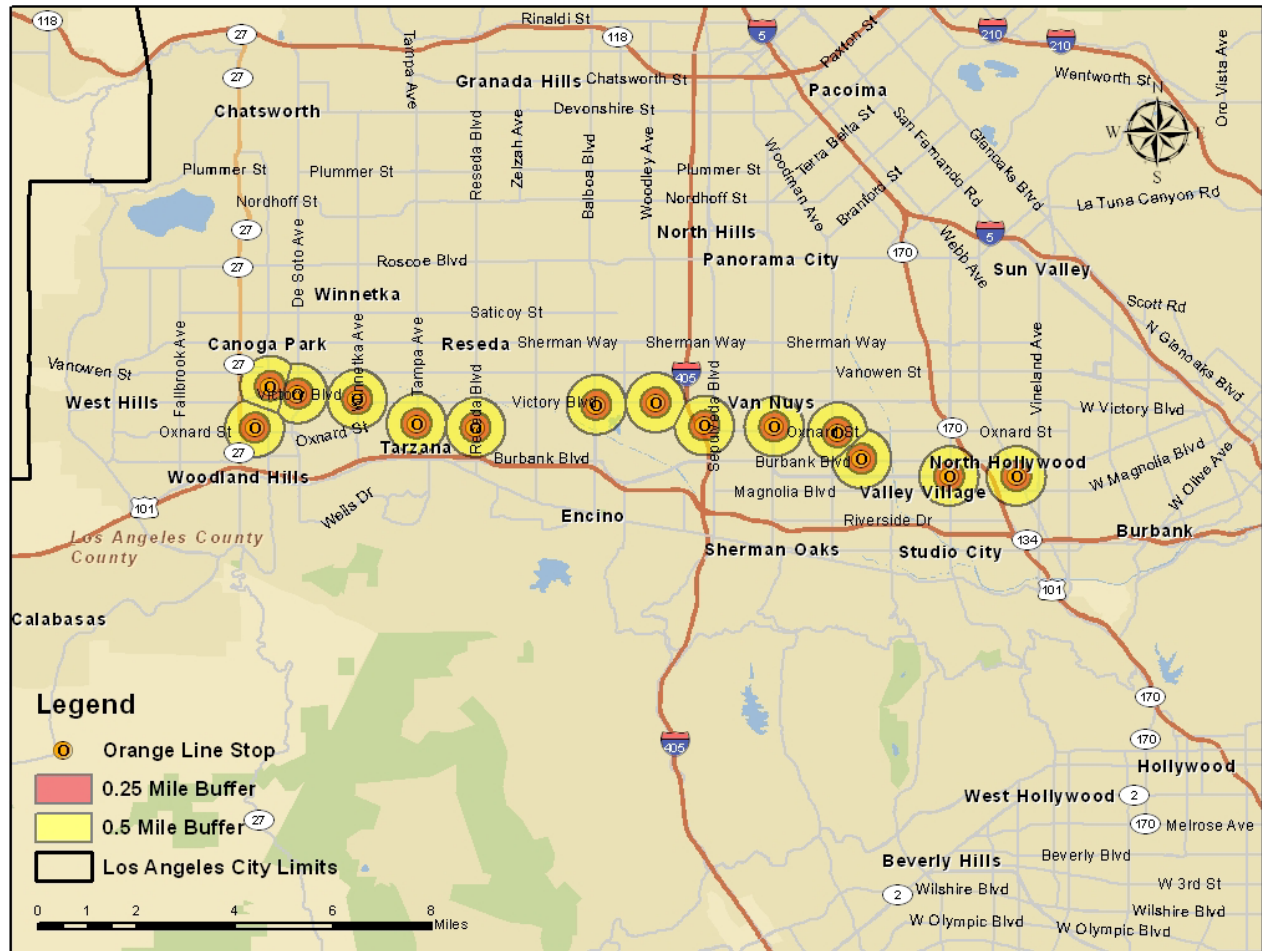 118
27
Rinaldi St
118
5
Paxton St
210
210
Oro Vista Ave
27
Tampa Ave
Granada Hills
Chatsworth St
Wentworth St
N
Chatsworth
Devonshire St
Pacoima
W
E
S
Plummer St
Plummer St
Reseda Blvd
Zelzah Ave
Balboa Blvd
Woodley Ave
Plummer St
Woodman Ave
Terra Bella St
San Fernando Rd
Glenoaks Blvd
Nordhoff St
Nordhoff St
Branford St
La Tuna Canyon Rd
27
De Soto Ave
North Hills
5
27
Roscoe Blvd
Panorama City
170
Webb Ave
Sun Valley
Winnetka
Saticoy St
Scott Rd
Fallbrook Ave
Canoga Park
Winnetka Ave
Tampa Ave
Reseda
Sherman Way
Sherman Way
Sherman Way
Vineland Ave
N Glenoaks Blvd
Vanowen St
27
405
Vanowen St
West Hills
Victory Blvd
Victory Blvd
Sepulveda Blvd
Van Nuys
W Victory Blvd
Oxnard St
Oxnard St
Reseda Blvd
Oxnard St
170
Oxnard St
27
Tarzana
Burbank Blvd
Burbank Blvd
North Hollywood
W Magnolia Blvd
W Olive Ave
Woodland Hills
Magnolia Blvd
Valley Village
101
Wells Dr
Encino
Riverside Dr
Burbank
Los Angeles County
County
Sherman Oaks
Studio City
134
101
Calabasas
170
Legend
O Orange Line Stop
0.25 Mile Buffer
0.5 Mile Buffer
27
Los Angeles City Limits
0 1 2 4 6 8
Miles
405
170
Hollywood
West Hollywood
2
170
Melrose Ave
Beverly Hills
Beverly Blvd
2
Wilshire Blvd
W 3rd St
Wilshire Blvd
W Olympic Blvd
W Olympic Blvd